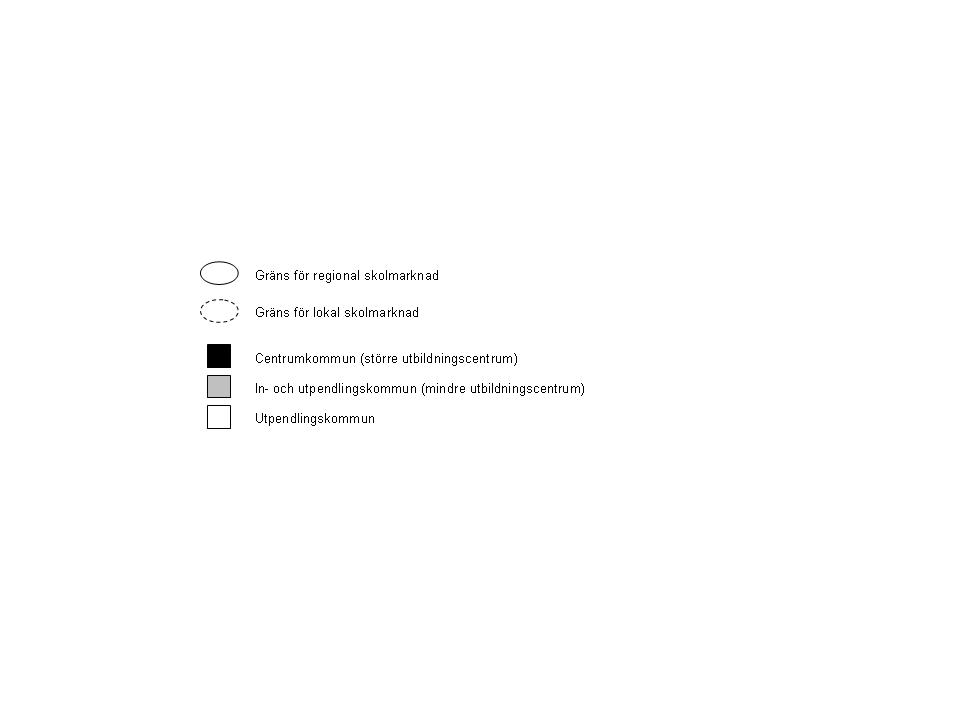 Gräns för regional skolmarknad
Gräns för lokal skolmarknad
Centrumkommun (större utbildningscentrum)
In- och utpendlingskommun (mindre utbildningscentrum)
Utpendlingskommun